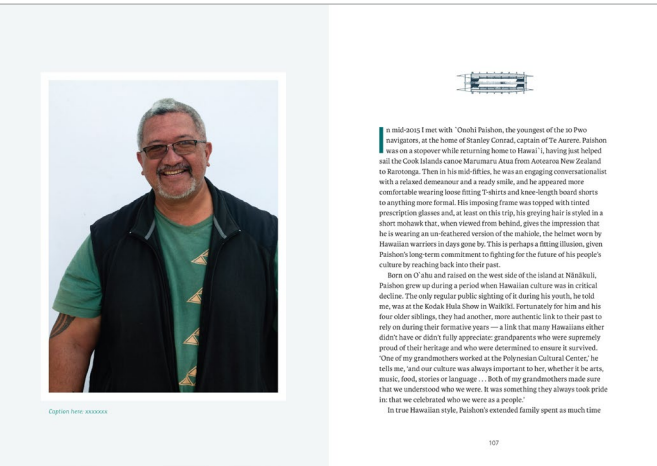 Caption here: xxxxxxx
In mid-2015 I met with ˋOnohi Paishon, the youngest of the 10 Pwo
navigators, at the home of Stanley Conrad, captain of Te Aurere. Paishon
was on a stopover while returning home to Hawaiˋi, having just helped
sail the Cook Islands canoe Marumaru Atua from Aotearoa New Zealand
to Rarotonga. Then in his mid-fifties, he was an engaging conversationalist
with a relaxed demeanour and a ready smile, and he appeared more
comfortable wearing loose fitting T-shirts and knee-length board shorts
to anything more formal. His imposing frame was topped with tinted
prescription glasses and, at least on this trip, his greying hair is styled in a
short mohawk that, when viewed from behind, gives the impression that
he is wearing an un-feathered version of the mahiole, the helmet worn by
Hawaiian warriors in days gone by. This is perhaps a fitting illusion, given
Paishon's long-term commitment to fighting for the future of his people's
culture by reaching back into their past.
Born on Oˋahu and raised on the west side of the island at Nānākuli,
Paishon grew up during a period when Hawaiian culture was in critical
decline. The only regular public sighting of it during his youth, he told
me, was at the Kodak Hula Show in Waikīkī. Fortunately for him and his
four older siblings, they had another, more authentic link to their past to
rely on during their formative years — a link that many Hawaiians either
didn't have or didn't fully appreciate: grandparents who were supremely
proud of their heritage and who were determined to ensure it survived.
'One of my grandmothers worked at the Polynesian Cultural Center,' he
tells me, 'and our culture was always important to her, whether it be arts,
music, food, stories or language . . . Both of my grandmothers made sure
that we understood who we were. It was something they always took pride
in: that we celebrated who we were as a people.'
In true Hawaiian style, Paishon's extended family spent as much time
107